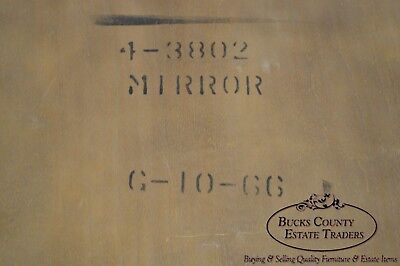 4-3802
MIRROR
G-10-66
BUCKS COUNTY
ESTATE TRADERS
Buying & Selling Quality Furniture & Estate Items